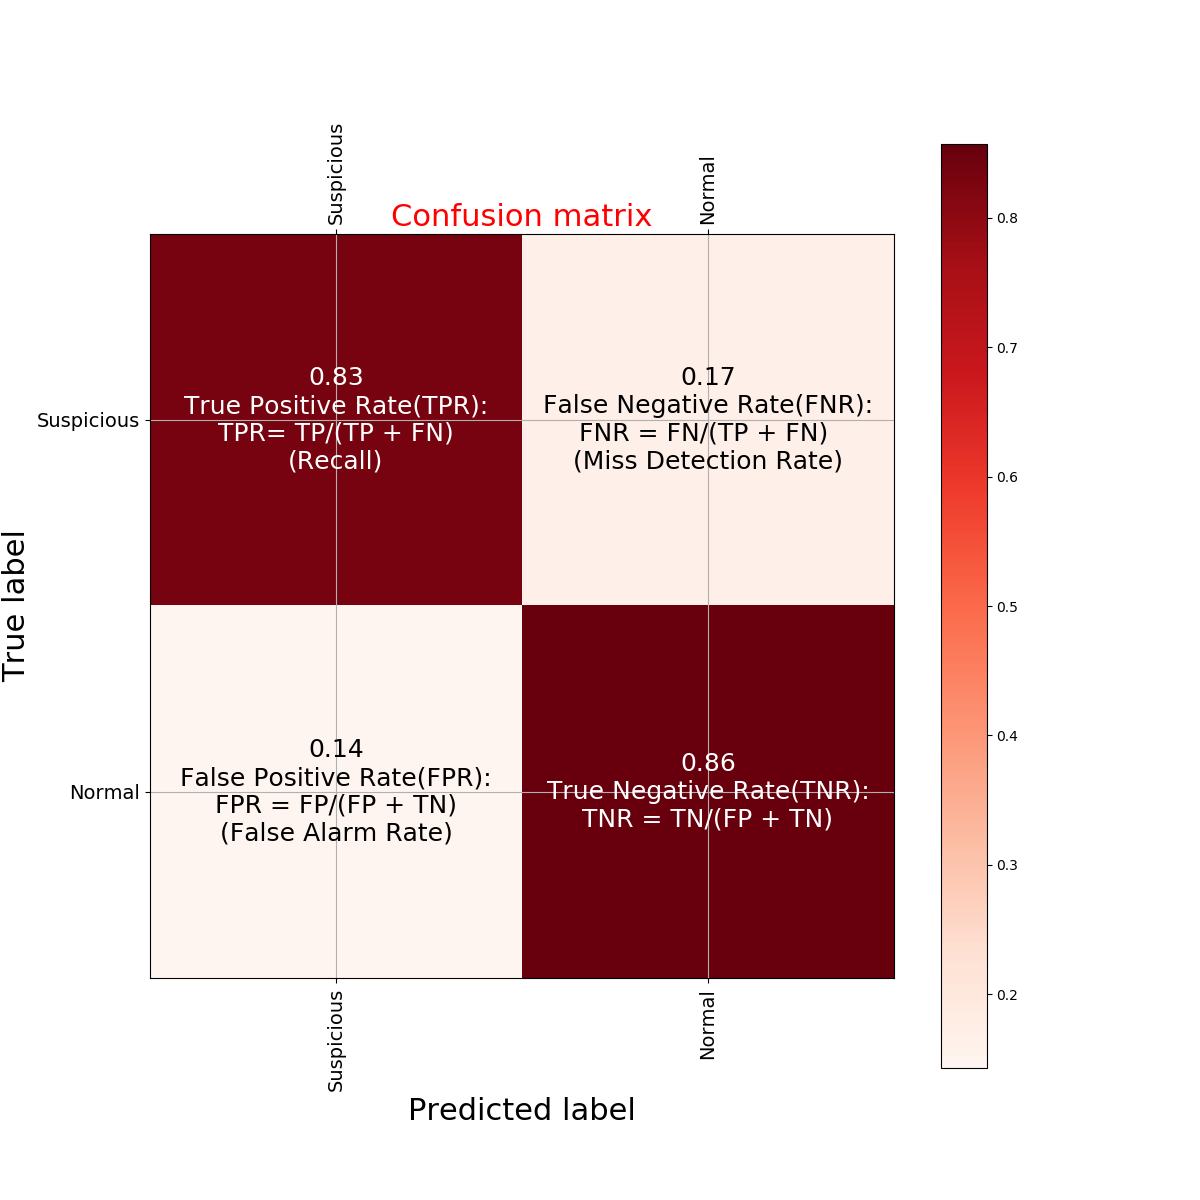 Suspicious
Normal
Confusion matrix
0.83
True Positive Rate(TPR):
TPR= TP/(TP + FN)
(Recall)
0.17
False Negative Rate(FNR):
FNR = FN/(TP + FN)
(Miss Detection Rate)
Suspicious
0.14
False Positive Rate(FPR):
FPR = FP/(FP + TN)
(False Alarm Rate)
0.86
True Negative Rate(TNR):
TNR = TN/(FP + TN)
Normal
True label
Suspicious
Normal
Predicted label
0.8
0.7
0.6
0.5
0.4
0.3
0.2